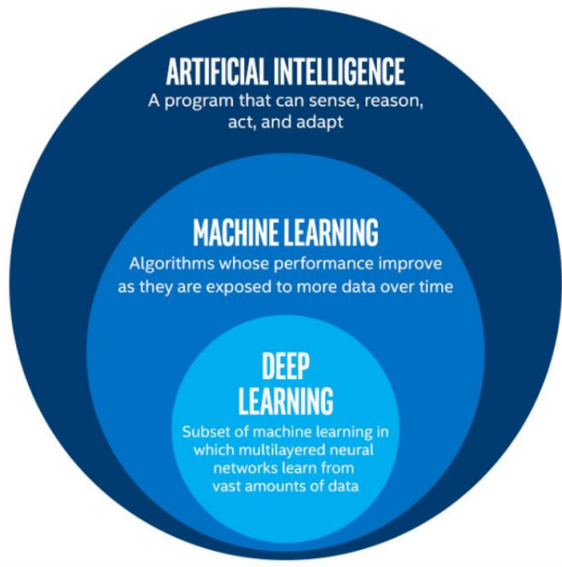 ARTIFICIAL INTELLIGENCE
A program that can sense, reason,
act, and adapt
MACHINE LEARNING
Algorithms whose performance improve
as they are exposed to more data over time
DEEP
LEARNING
Subset of machine learning in
which multilayered neural
networks learn from
vast amounts of data